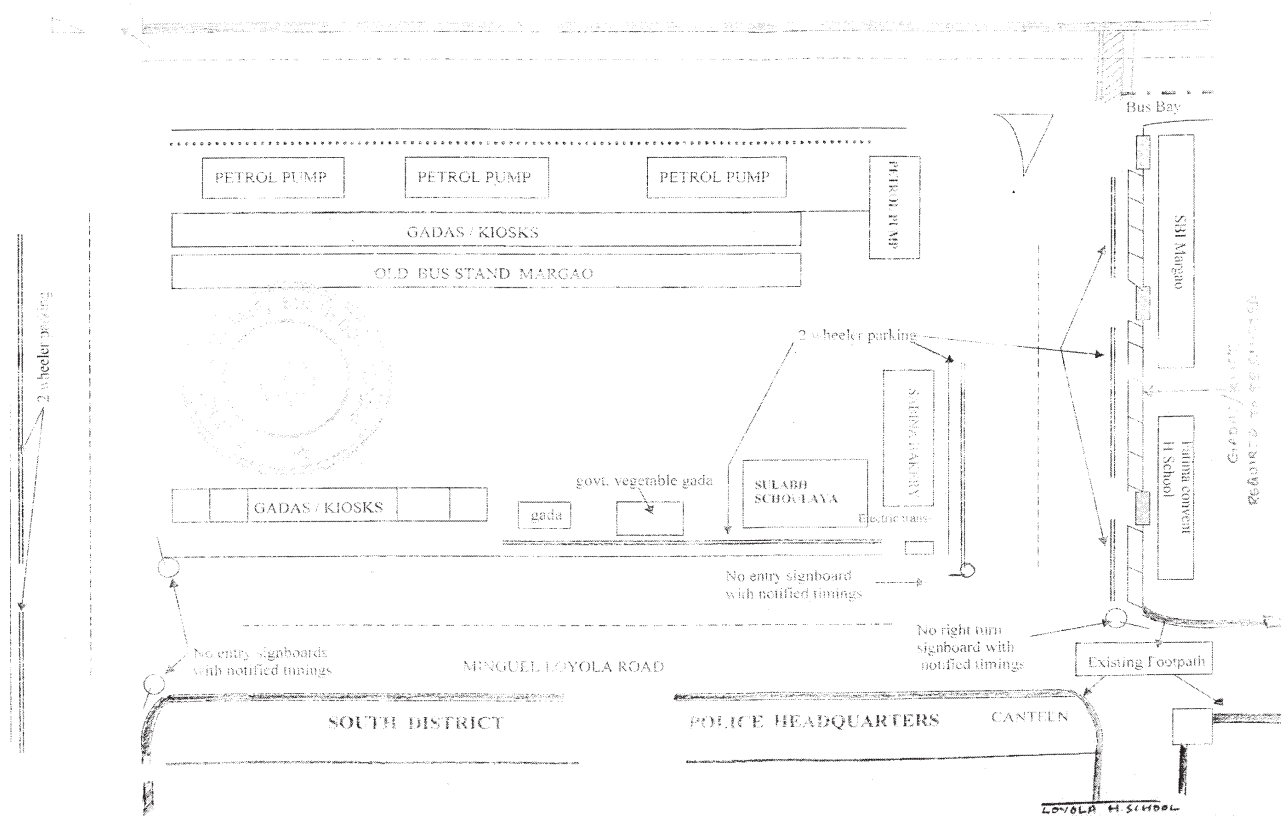 Bus Bay
PETROL PUMP
PETROL PUMP
PETROL PUMP
PETROL PUMP
GADAS / KIOSKS
OLD BUS STAND MARGAO
SBI Margao
2 wheeler parking
2 wheeler parking
REQUIRED TO BE
BAKERY
Fatima convent
H School
SULABH
SCHOULAYA
govt. vegetable gada
GADAS / KIOSKS
gada
Electric trans-
No entry signboard
with notified timings
No right turn
signboard with
notified timings
No entry signboards
with notified timings
MINGUEL LOYOLA ROAD
Existing Footpath
SOUTH DISTRICT
POLICE HEADQUARTERS
CANTEEN
LOYOLA H. SCHOOL